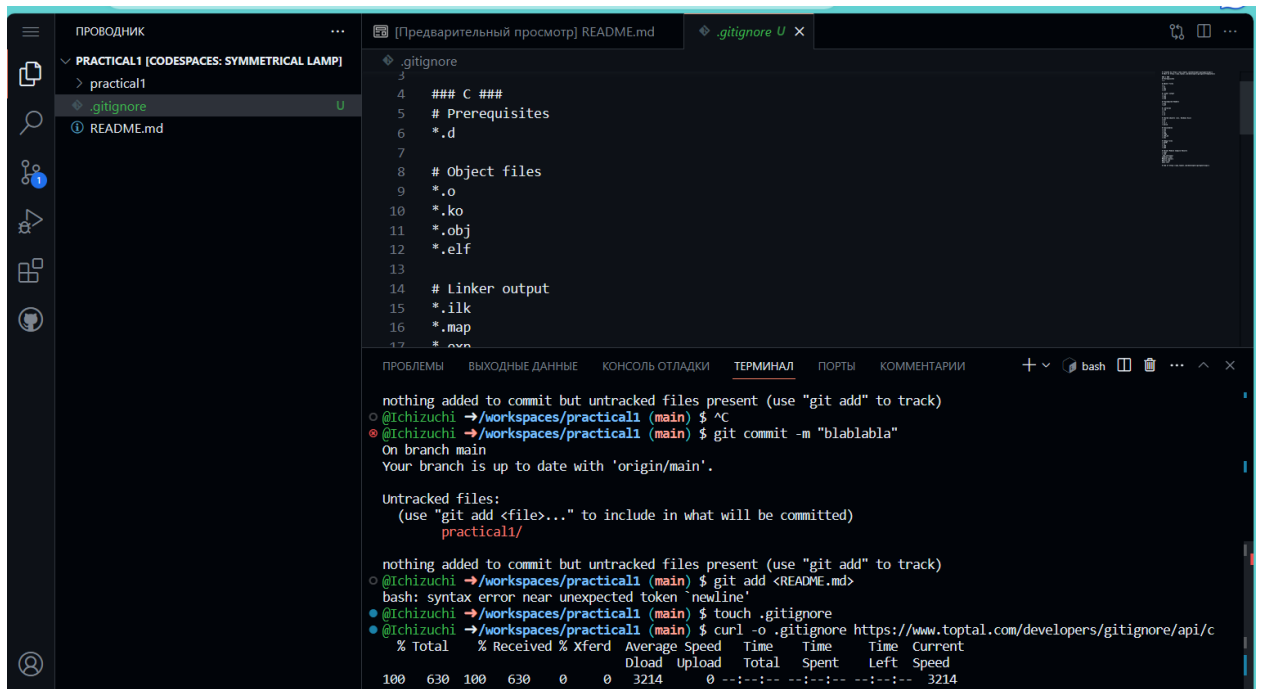 ПРОВОДНИК
PRACTICAL1 [CODESPACES: SYMMETRICAL LAMP]
practical1
.gitignore U
README.md
1
[Предварительный просмотр] README.md
.gitignore U
.gitignore
3
4 ### C ###
5 # Prerequisites
6 *.d
7
8 # Object files
9 *.o
10 *.ko
11 *.obj
12 *.elf
13
14 # Linker output
15 *.ilk
16 *.map
17 *.exp
ПРОБЛЕМЫ ВЫХОДНЫЕ ДАННЫЕ КОНСОЛЬ ОТЛАДКИ ТЕРМИНАЛ ПОРТЫ КОММЕНТАРИИ bash
nothing added to commit but untracked files present (use "git add" to track)
@Ichizuchi ➜/workspaces/practical1 (main) $ ^C
@Ichizuchi ➜/workspaces/practical1 (main) $ git commit -m "blablabla"
On branch main
Your branch is up to date with 'origin/main'.
Untracked files:
(use "git add <file>..." to include in what will be committed)
practical1/
nothing added to commit but untracked files present (use "git add" to track)
@Ichizuchi ➜/workspaces/practical1 (main) $ git add <README.md>
bash: syntax error near unexpected token `newline'
@Ichizuchi ➜/workspaces/practical1 (main) $ touch .gitignore
@Ichizuchi ➜/workspaces/practical1 (main) $ curl -o .gitignore https://www.toptal.com/developers/gitignore/api/c
% Total % Received % Xferd Average Speed Time Time Time Current
Dload Upload Total Spent Left Speed
100 630 100 630 0 0 3214 0 --:--:-- --:--:-- --:--:-- 3214